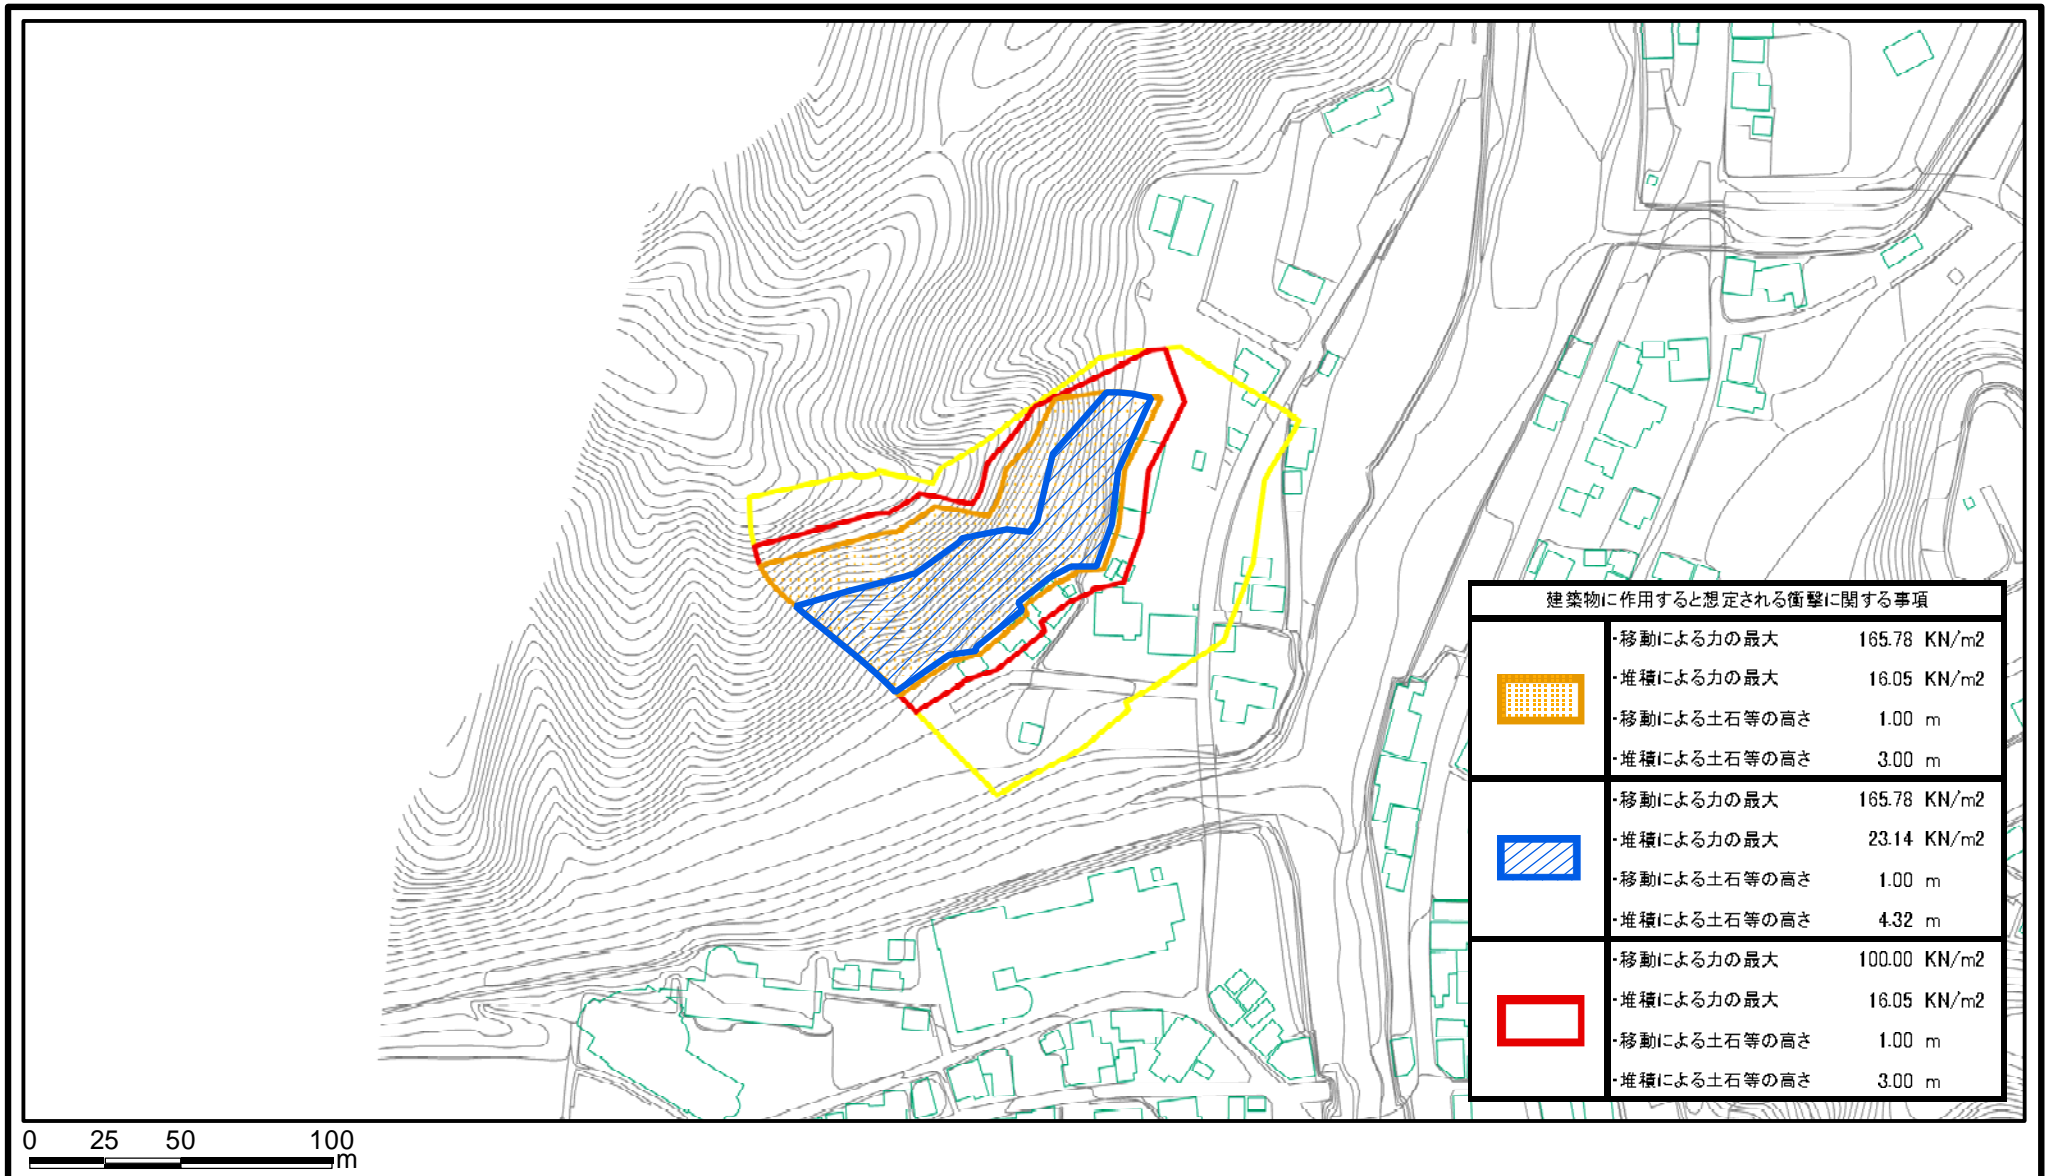 建築物に作用すると想定される衝撃に関する事項
・移動による力の最大 165.78 KN/m2
・堆積による力の最大 16.05 KN/m2
・移動による土石等の高さ 1.00 m
・堆積による土石等の高さ 3.00 m
・移動による力の最大 165.78 KN/m2
・堆積による力の最大 23.14 KN/m2
・移動による土石等の高さ 1.00 m
・堆積による土石等の高さ 4.32 m
・移動による力の最大 100.00 KN/m2
・堆積による力の最大 16.05 KN/m2
・移動による土石等の高さ 1.00 m
・堆積による土石等の高さ 3.00 m
0 25 50 100
m